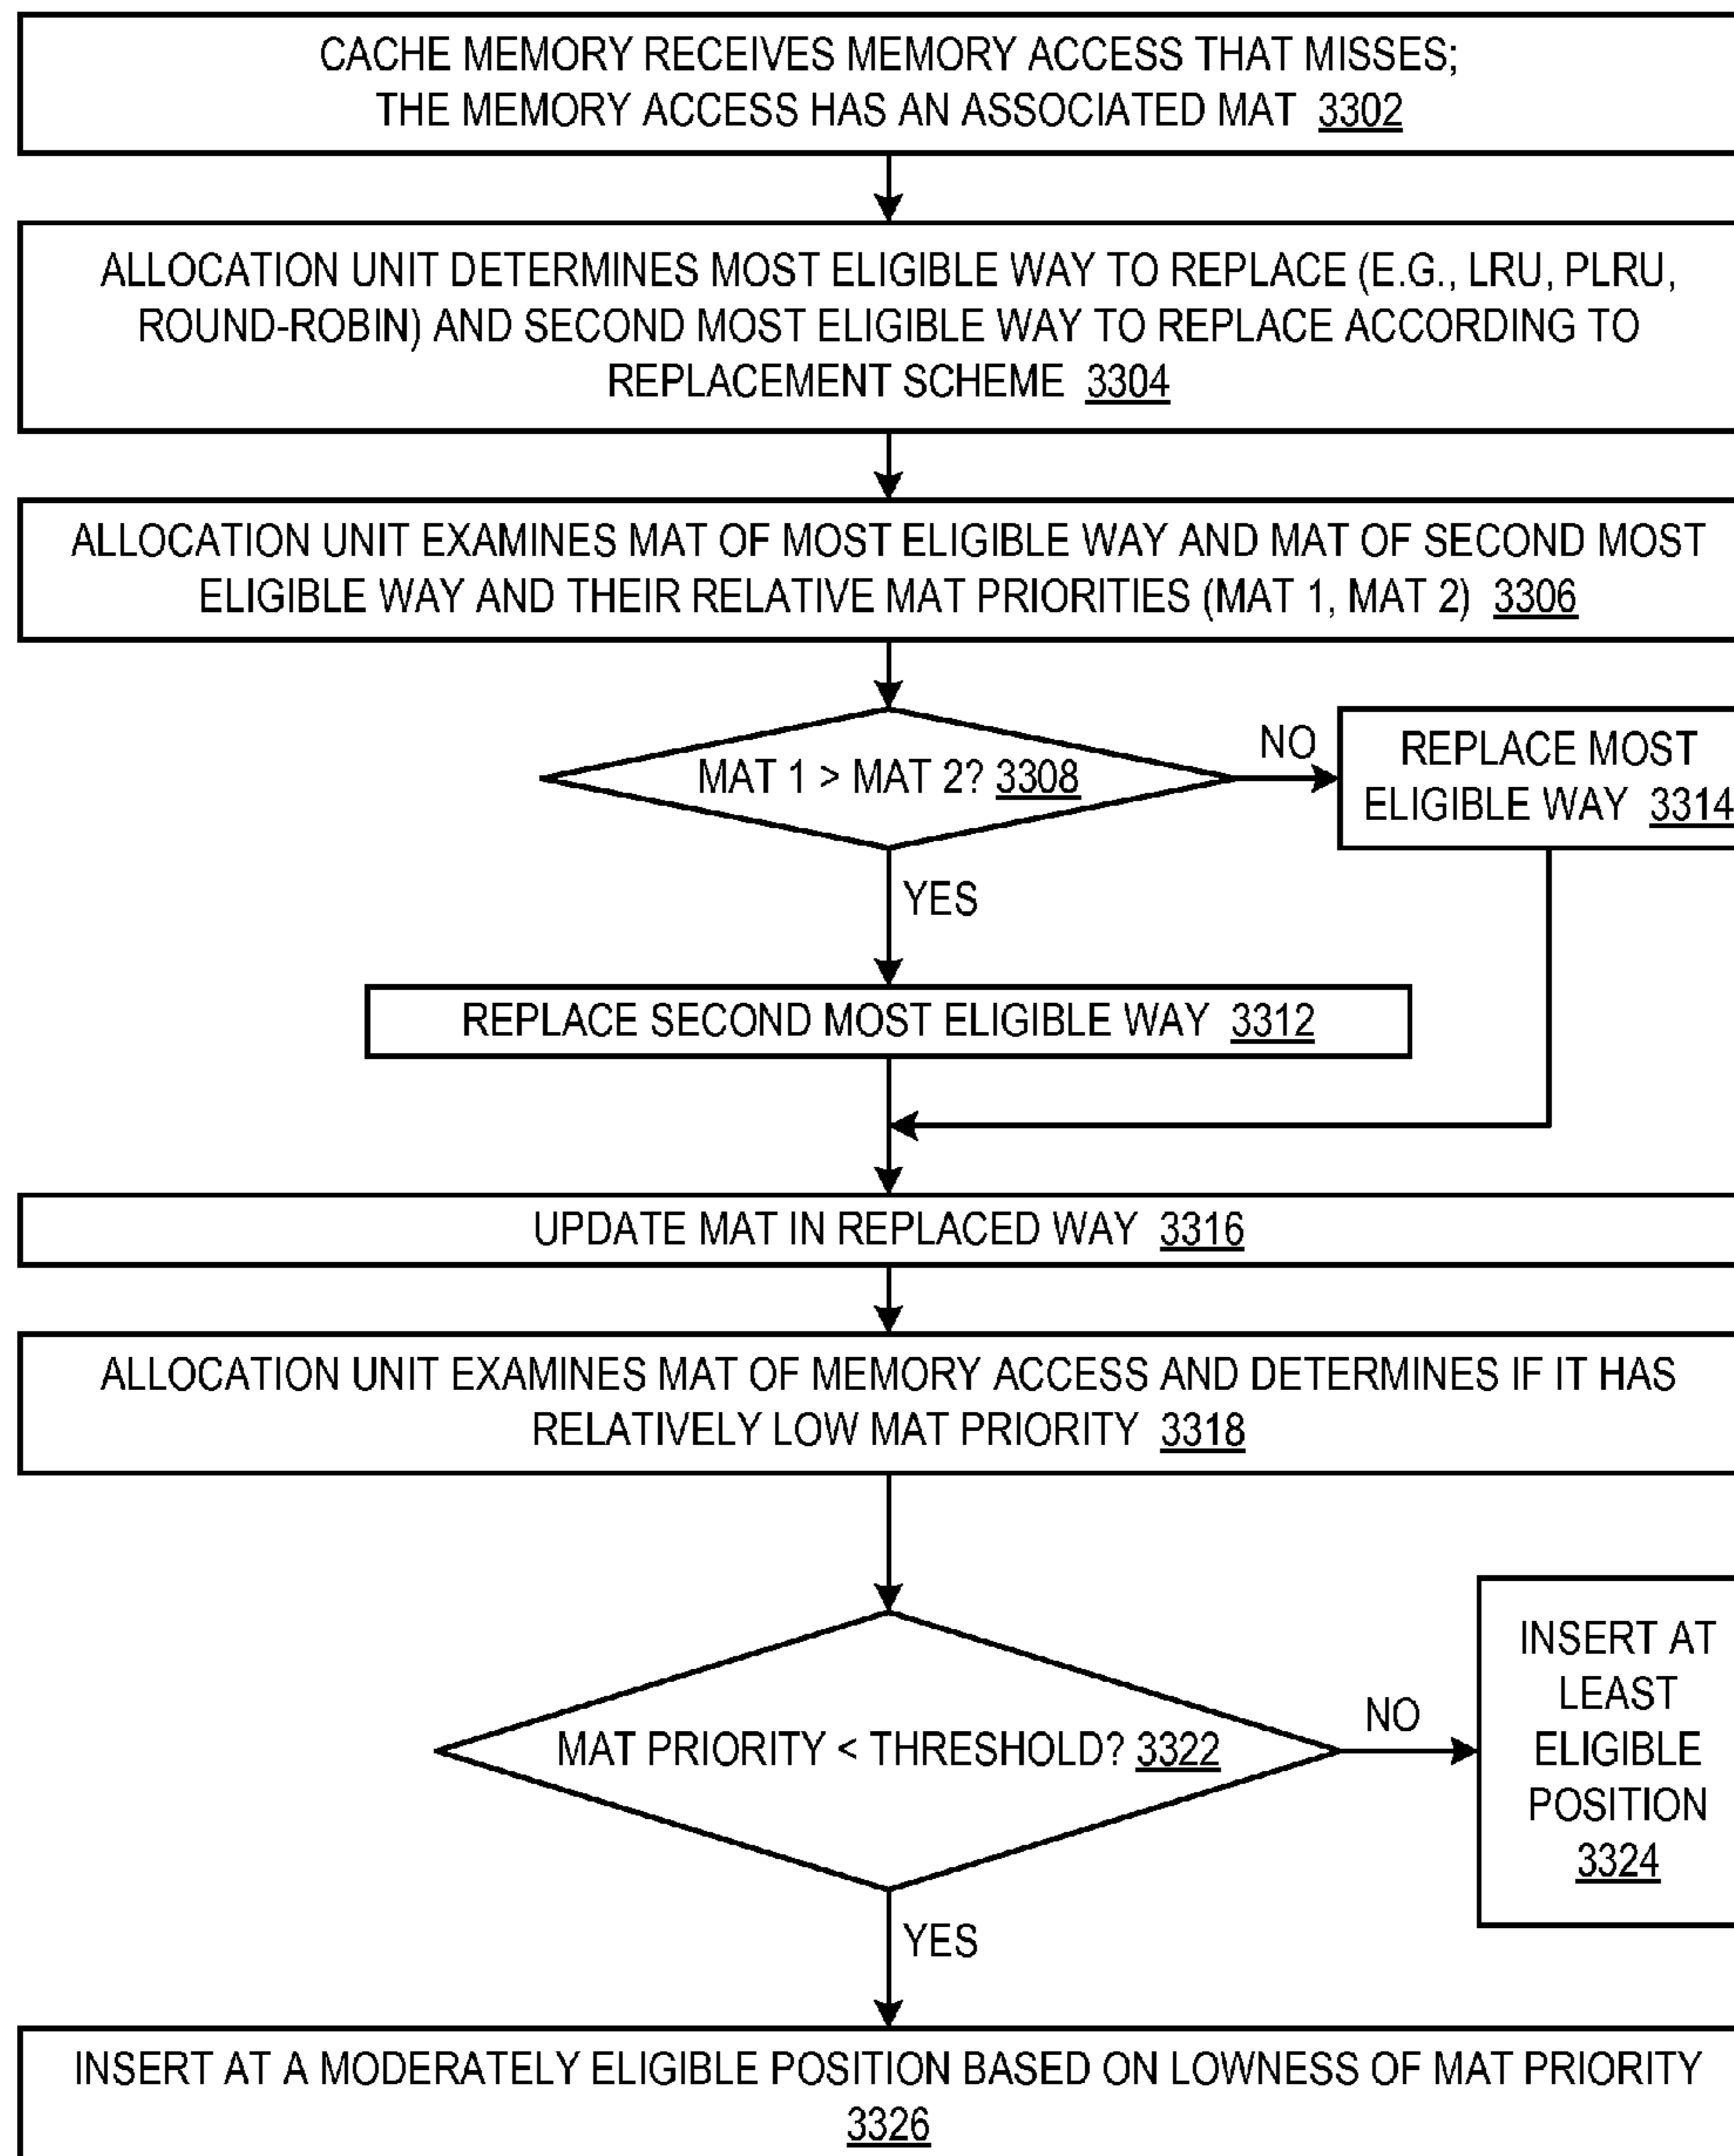 CACHE MEMORY RECEIVES MEMORY ACCESS THAT MISSES;
THE MEMORY ACCESS HAS AN ASSOCIATED MAT 3302
ALLOCATION UNIT DETERMINES MOST ELIGIBLE WAY TO REPLACE (E.G., LRU, PLRU,
ROUND-ROBIN) AND SECOND MOST ELIGIBLE WAY TO REPLACE ACCORDING TO
REPLACEMENT SCHEME 3304
ALLOCATION UNIT EXAMINES MAT OF MOST ELIGIBLE WAY AND MAT OF SECOND MOST
ELIGIBLE WAY AND THEIR RELATIVE MAT PRIORITIES (MAT 1, MAT 2) 3306
MAT 1 > MAT 2? 3308
NO
REPLACE MOST
ELIGIBLE WAY 3314
YES
REPLACE SECOND MOST ELIGIBLE WAY 3312
UPDATE MAT IN REPLACED WAY 3316
ALLOCATION UNIT EXAMINES MAT OF MEMORY ACCESS AND DETERMINES IF IT HAS
RELATIVELY LOW MAT PRIORITY 3318
MAT PRIORITY < THRESHOLD? 3322
NO
INSERT AT
LEAST
ELIGIBLE
POSITION
3324
YES
INSERT AT A MODERATELY ELIGIBLE POSITION BASED ON LOWNESS OF MAT PRIORITY
3326